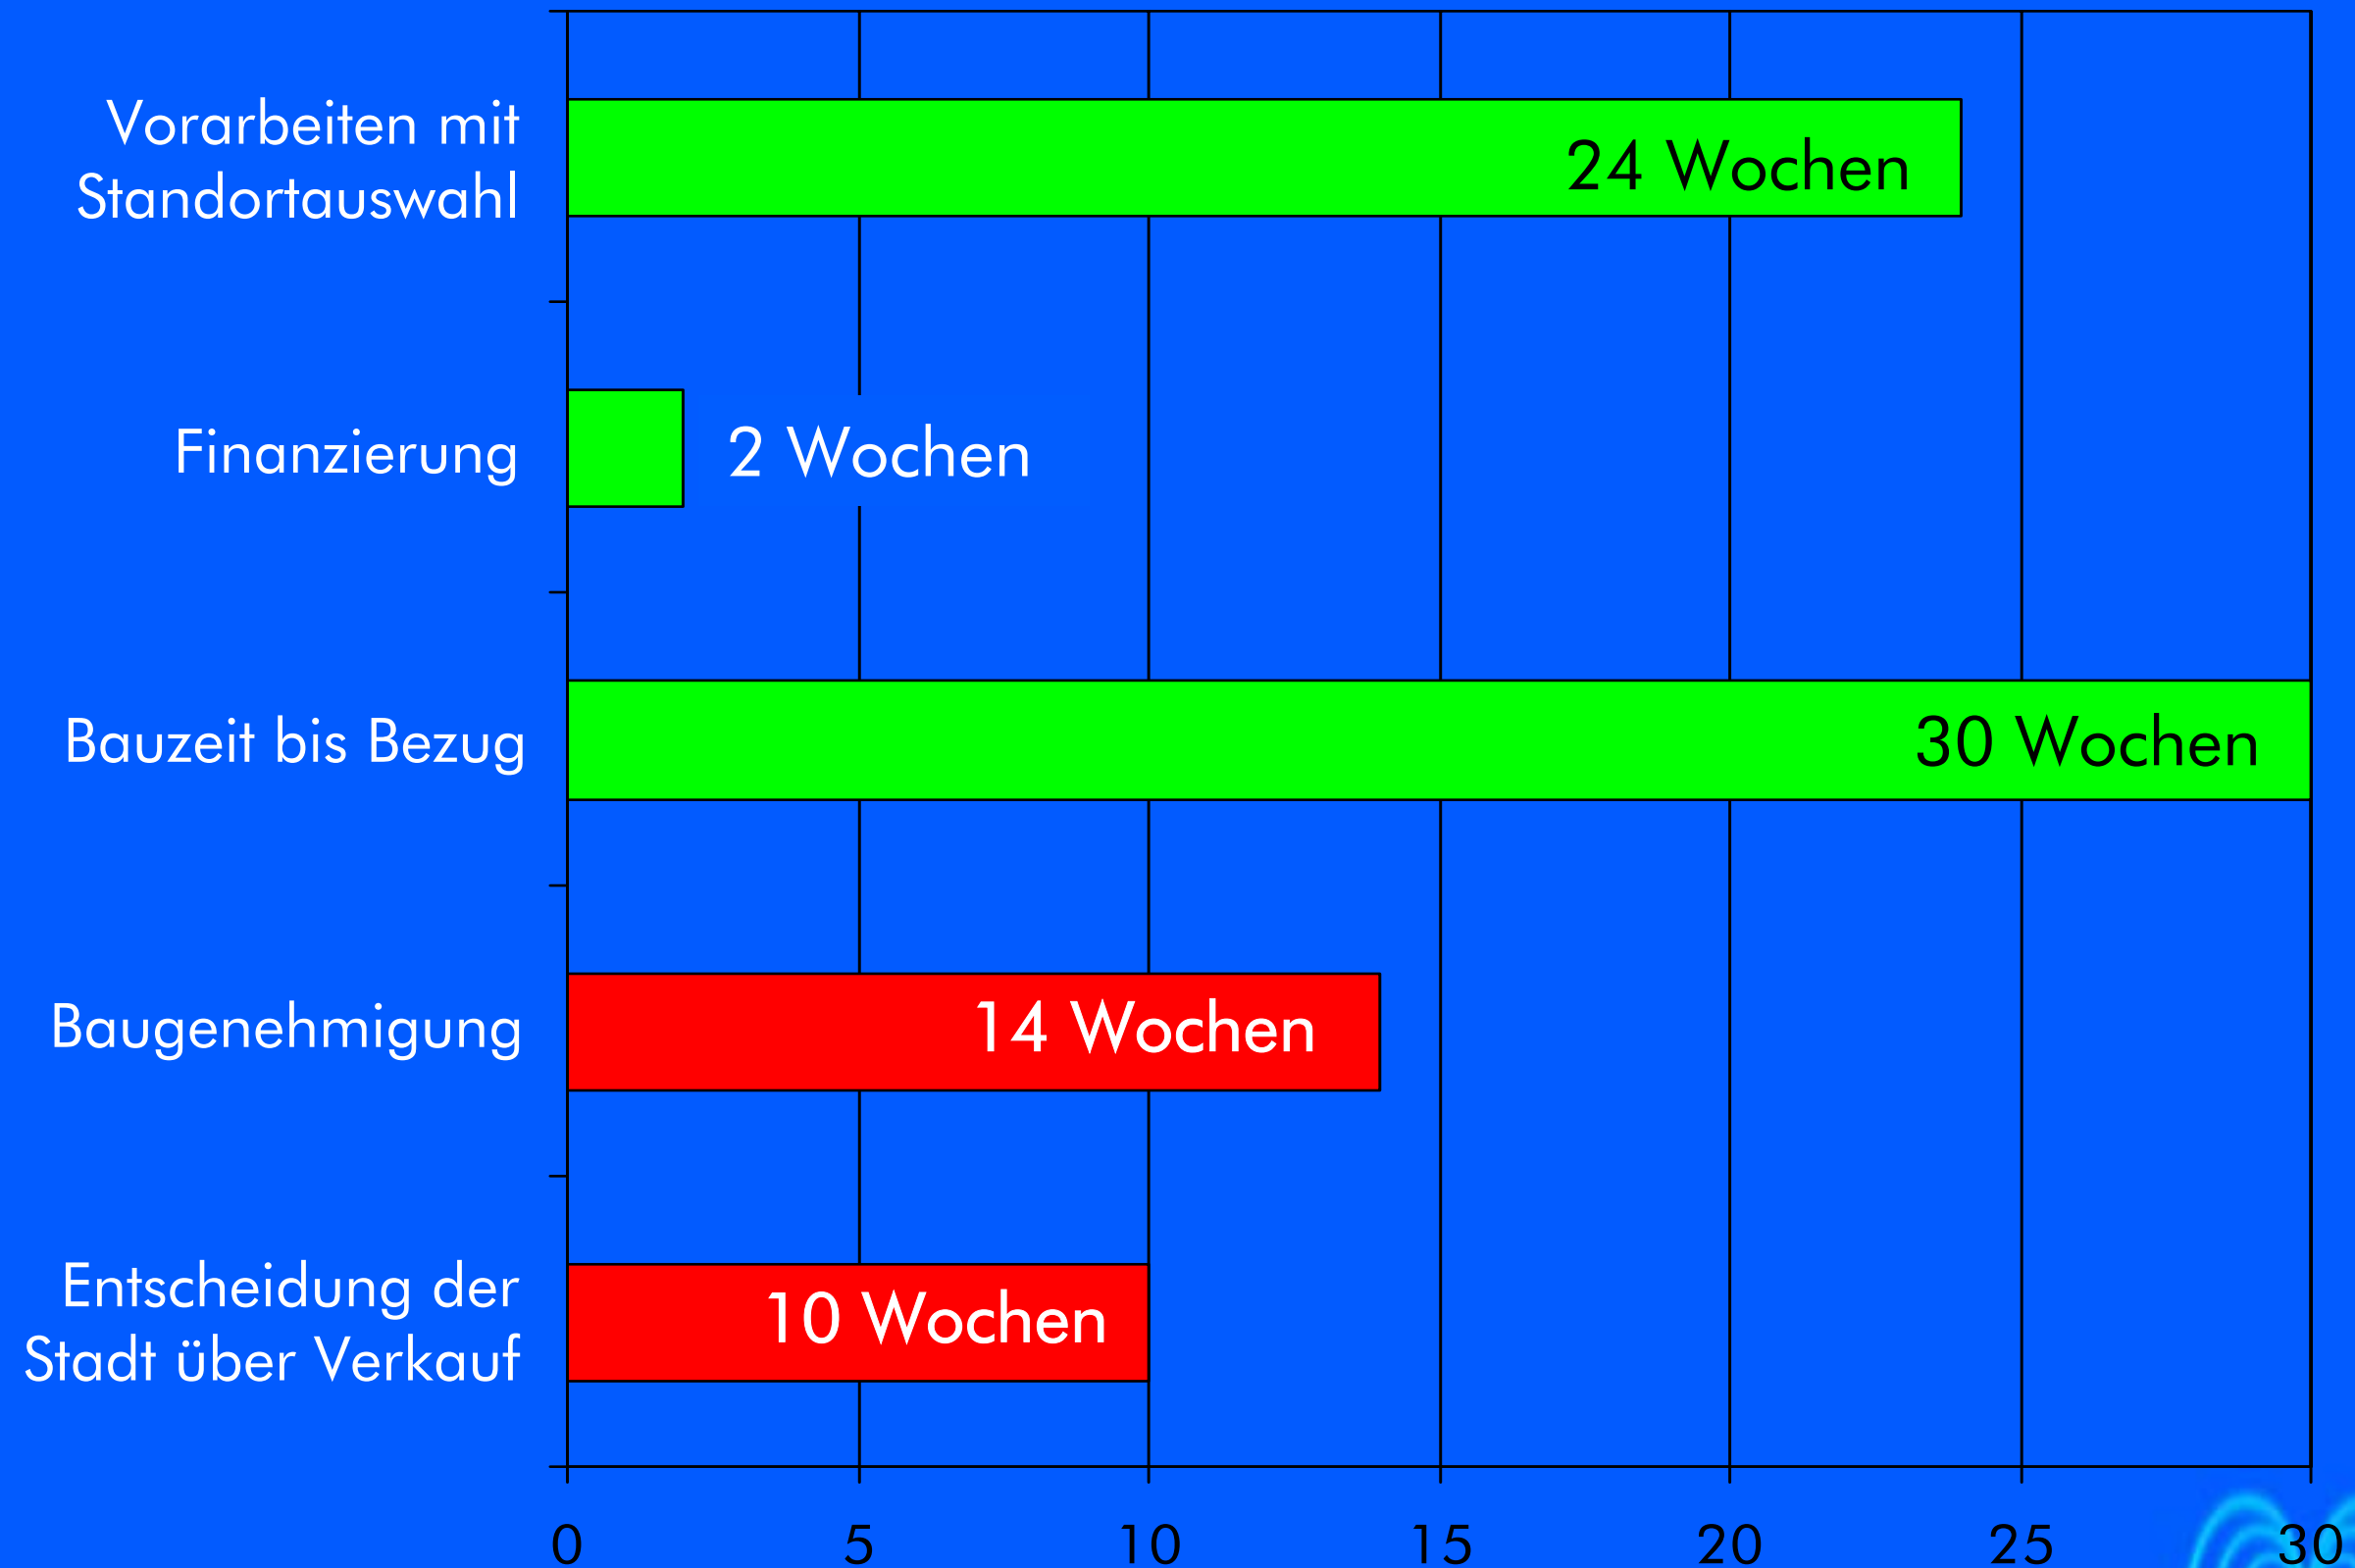 Vorarbeiten mit
Standortauswahl
24 Wochen
Finanzierung
2 Wochen
Bauzeit bis Bezug
30 Wochen
Baugenehmigung
14 Wochen
Entscheidung der
Stadt über Verkauf
10 Wochen
0 5 10 15 20 25 30